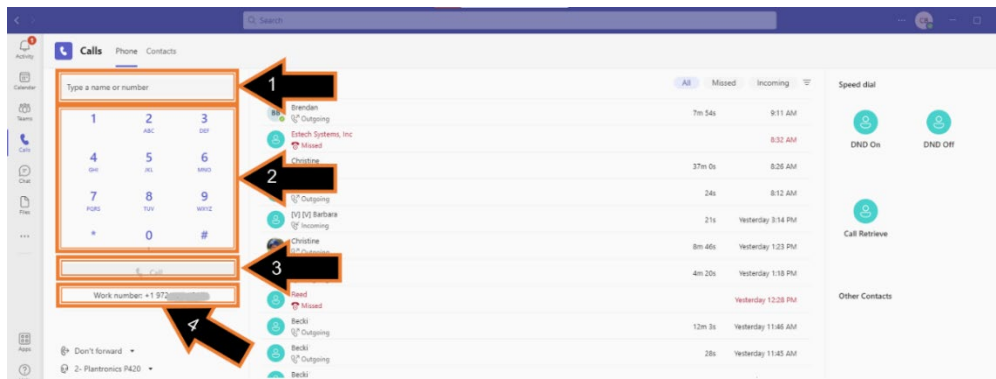 Search
CB
Activity
Calendar
Teams
Calls
Chat
Files
Apps
Calls Phone Contacts
Type a name or number
1 2 3
ABC DEF
4 5 6
GHI JKL MNO
7 8 9
PQRS TUV WXYZ
* 0 #
Call
Work number: +1 972
Don't forward
2- Plantronics P420
1
2
3
4
All Missed Incoming
BB Brendan
Outgoing 7m 54s 9:11 AM
Estech Systems, Inc
Missed 8:32 AM
Christine
37m 0s 8:26 AM
Outgoing 24s 8:12 AM
[V] [V] Barbara
Incoming 21s Yesterday 3:14 PM
Christine
Outgoing 8m 46s Yesterday 1:23 PM
4m 20s Yesterday 1:18 PM
Reed
Missed Yesterday 12:28 PM
Becki
Outgoing 12m 3s Yesterday 11:46 AM
Becki
Outgoing 28s Yesterday 11:45 AM
Becki
Speed dial
DND On DND Off
Call Retrieve
Other Contacts